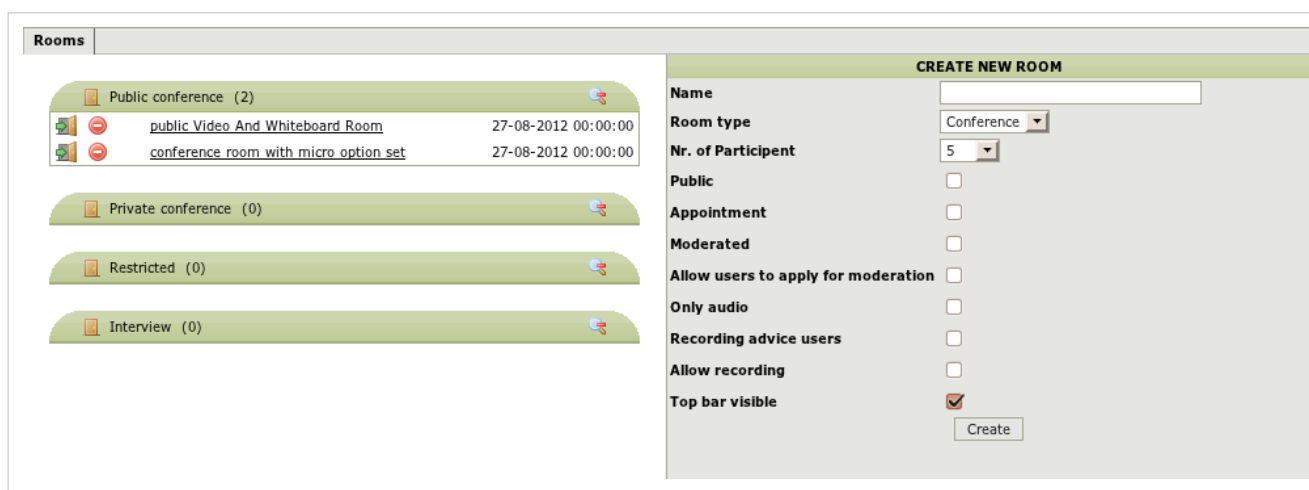 Rooms
Public conference (2)
public Video And Whiteboard Room 27-08-2012 00:00:00
conference room with micro option set 27-08-2012 00:00:00
Private conference (0)
Restricted (0)
Interview (0)
CREATE NEW ROOM
Name
Room type Conference
Nr. of Participent 5
Public
Appointment
Moderated
Allow users to apply for moderation
Only audio
Recording advice users
Allow recording
Top bar visible
Create